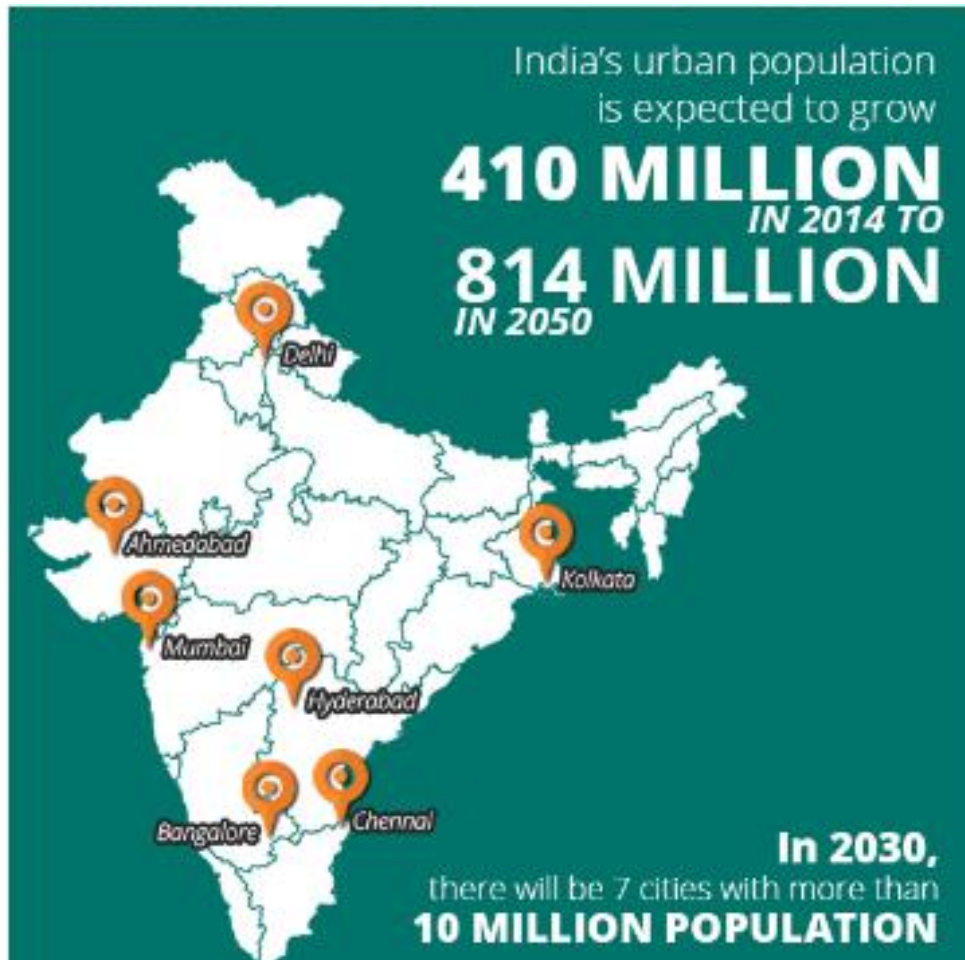 India's urban population
is expected to grow
410 MILLION
IN 2014 TO
814 MILLION
IN 2050
Delhi
Ahmedabad
Kolkata
Mumbai
Hyderabad
Bangalore
Chennai
In 2030,
there will be 7 cities with more than
10 MILLION POPULATION